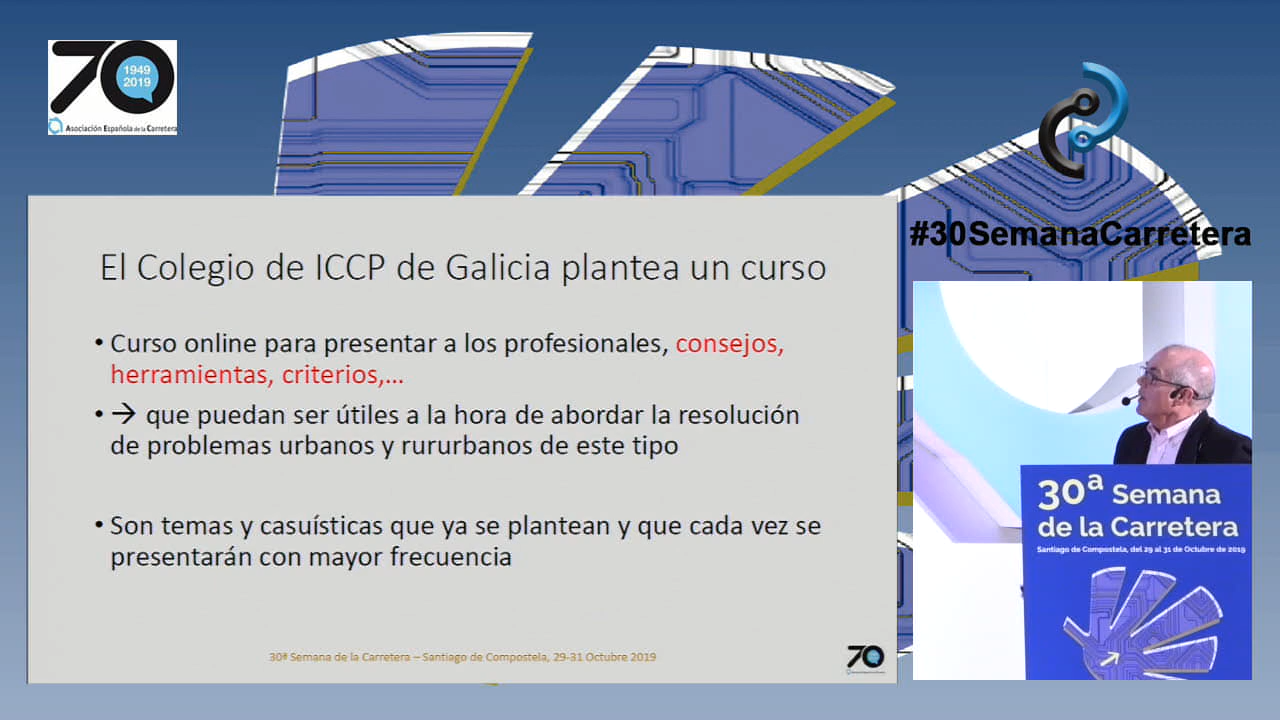 70
1949
2019
Asociación Española de la Carretera
#30SemanaCarretera
El Colegio de ICCP de Galicia plantea un curso
• Curso online para presentar a los profesionales, consejos,
herramientas, criterios,...
• → que puedan ser útiles a la hora de abordar la resolución
de problemas urbanos y rururbanos de este tipo
• Son temas y casuísticas que ya se plantean y que cada vez se
presentarán con mayor frecuencia
30ª Semana de la Carretera – Santiago de Compostela, 29-31 Octubre 2019
70
30ª Semana
de la Carretera
Santiago de Compostela, del 29 al 31 de Octubre de 2019